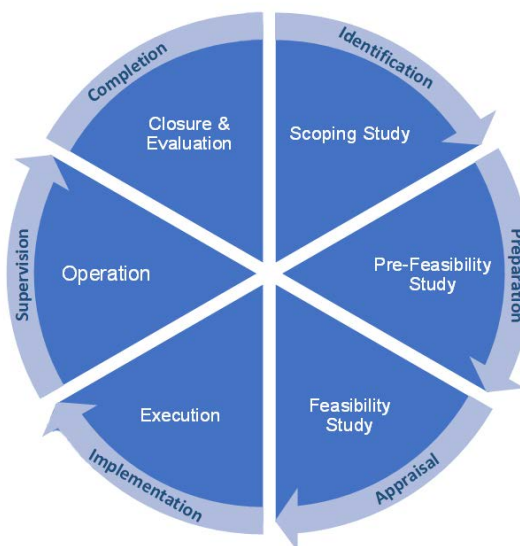 Identification
Scoping Study
Preparation
Pre-Feasibility
Study
Appraisal
Feasibility
Study
Implementation
Execution
Supervision
Operation
Completion
Closure &
Evaluation